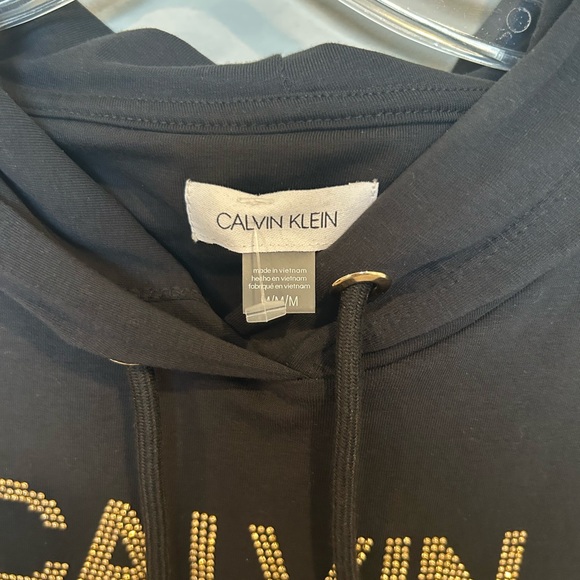 CALVIN KLEIN
made in vietnam
hecho en vietnam
fabriqué en vietnam
M/M/M
CALVIN